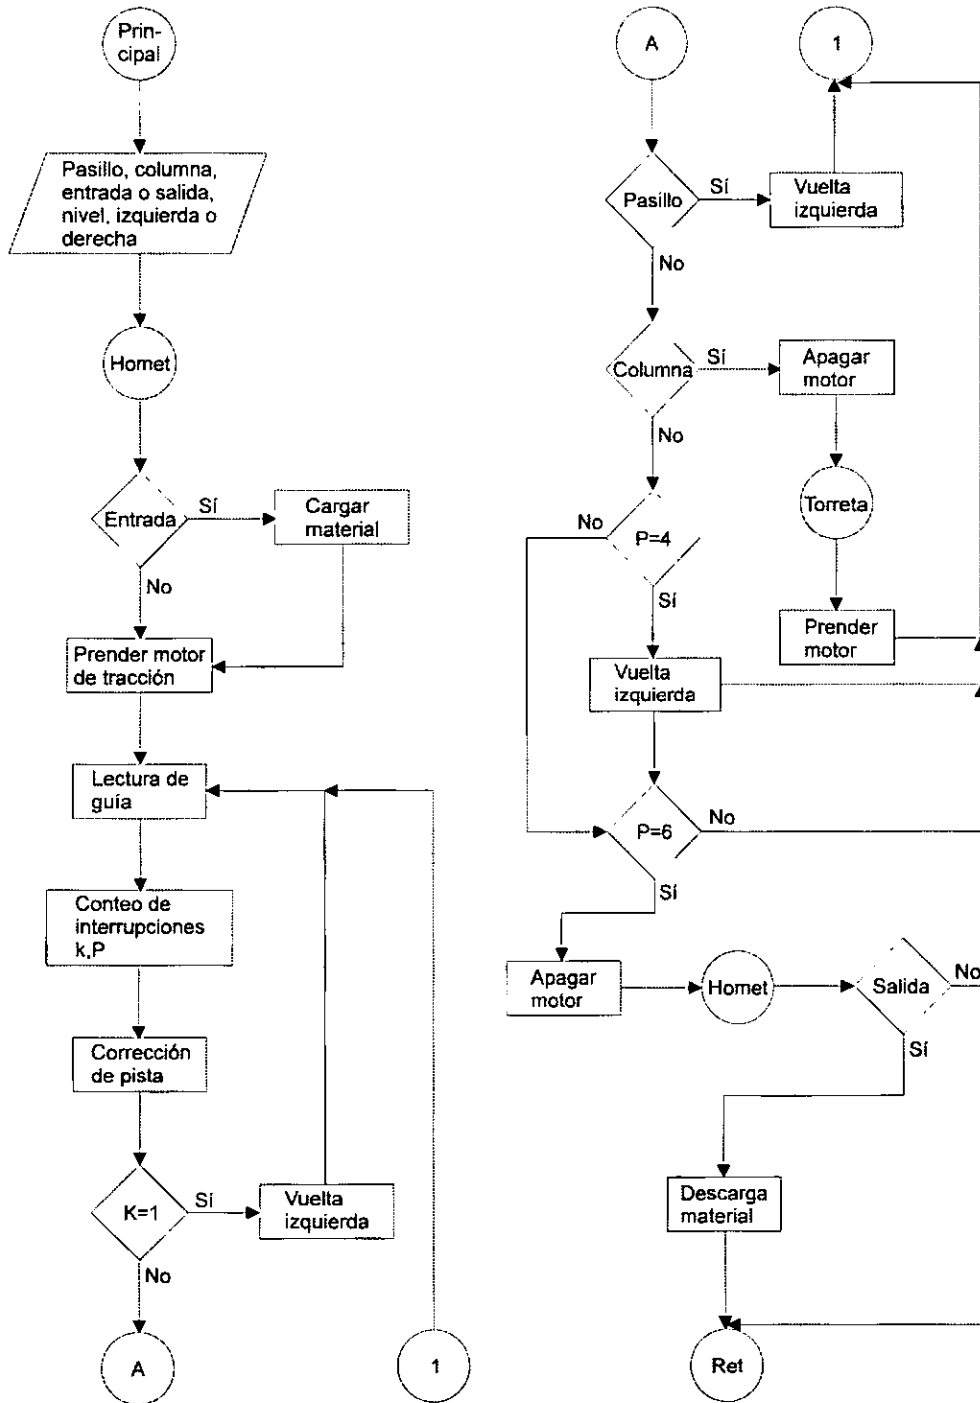 Prin-
cipal
Pasillo, columna,
entrada o salida,
nivel, izquierda o
derecha
Homet
Entrada
Sí
Cargar
material
No
Prender motor
de tracción
Lectura de
guía
Conteo de
interrupciones
k,P
Corrección
de pista
K=1
Sí
Vuelta
izquierda
No
A
1
A
1
Pasillo
Sí
Vuelta
izquierda
No
Columna
Sí
Apagar
motor
No
Torreta
No
P=4
Sí
Prender
motor
Vuelta
izquierda
P=6
No
Sí
Apagar
motor
Homet
Salida
No
Sí
Descarga
material
Ret